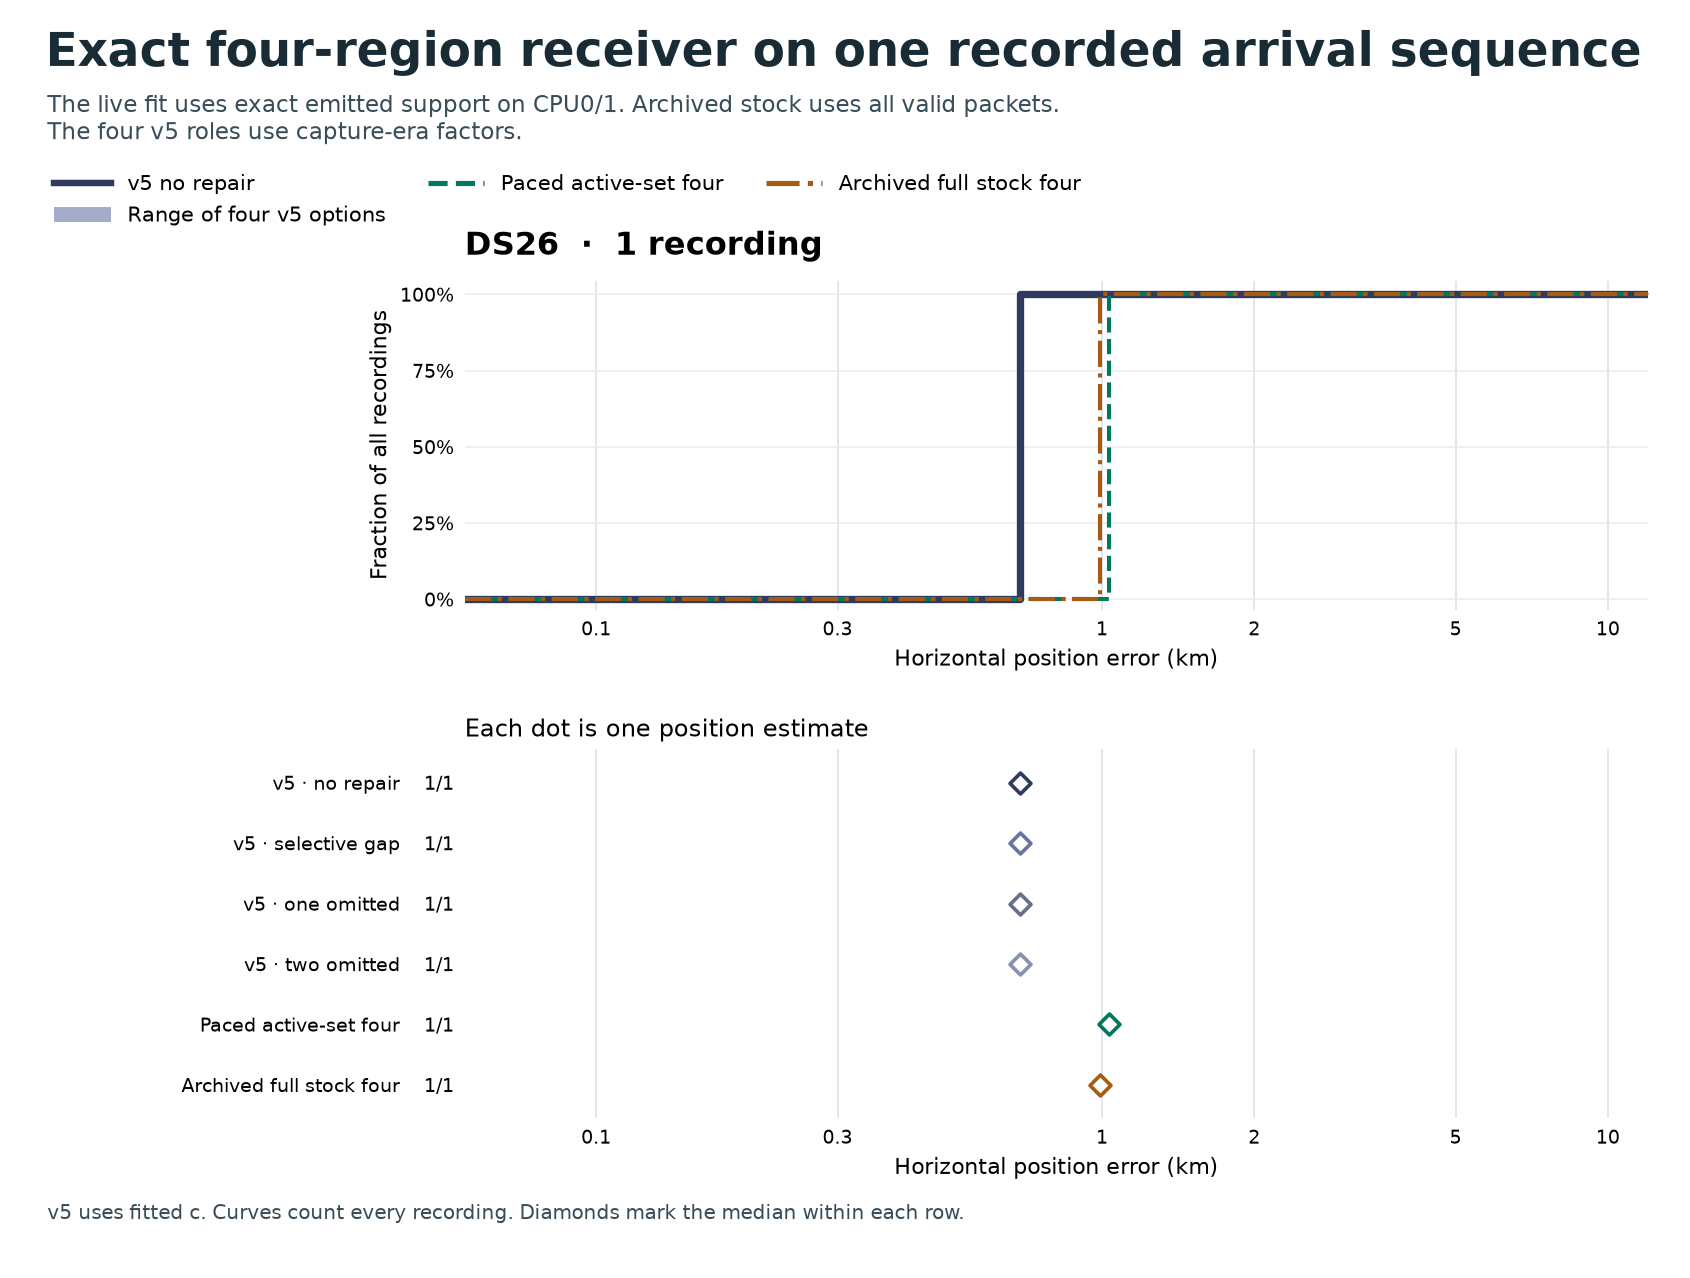 Exact four-region receiver on one recorded arrival sequence
The live fit uses exact emitted support on CPU0/1. Archived stock uses all valid packets.
The four v5 roles use capture-era factors.
v5 no repair
Paced active-set four
Archived full stock four
Range of four v5 options
DS26 · 1 recording
Fraction of all recordings
100%
75%
50%
25%
0%
0.1 0.3 1 2 5 10
Horizontal position error (km)
Each dot is one position estimate
v5 · no repair 1/1
v5 · selective gap 1/1
v5 · one omitted 1/1
v5 · two omitted 1/1
Paced active-set four 1/1
Archived full stock four 1/1
0.1 0.3 1 2 5 10
Horizontal position error (km)
v5 uses fitted c. Curves count every recording. Diamonds mark the median within each row.